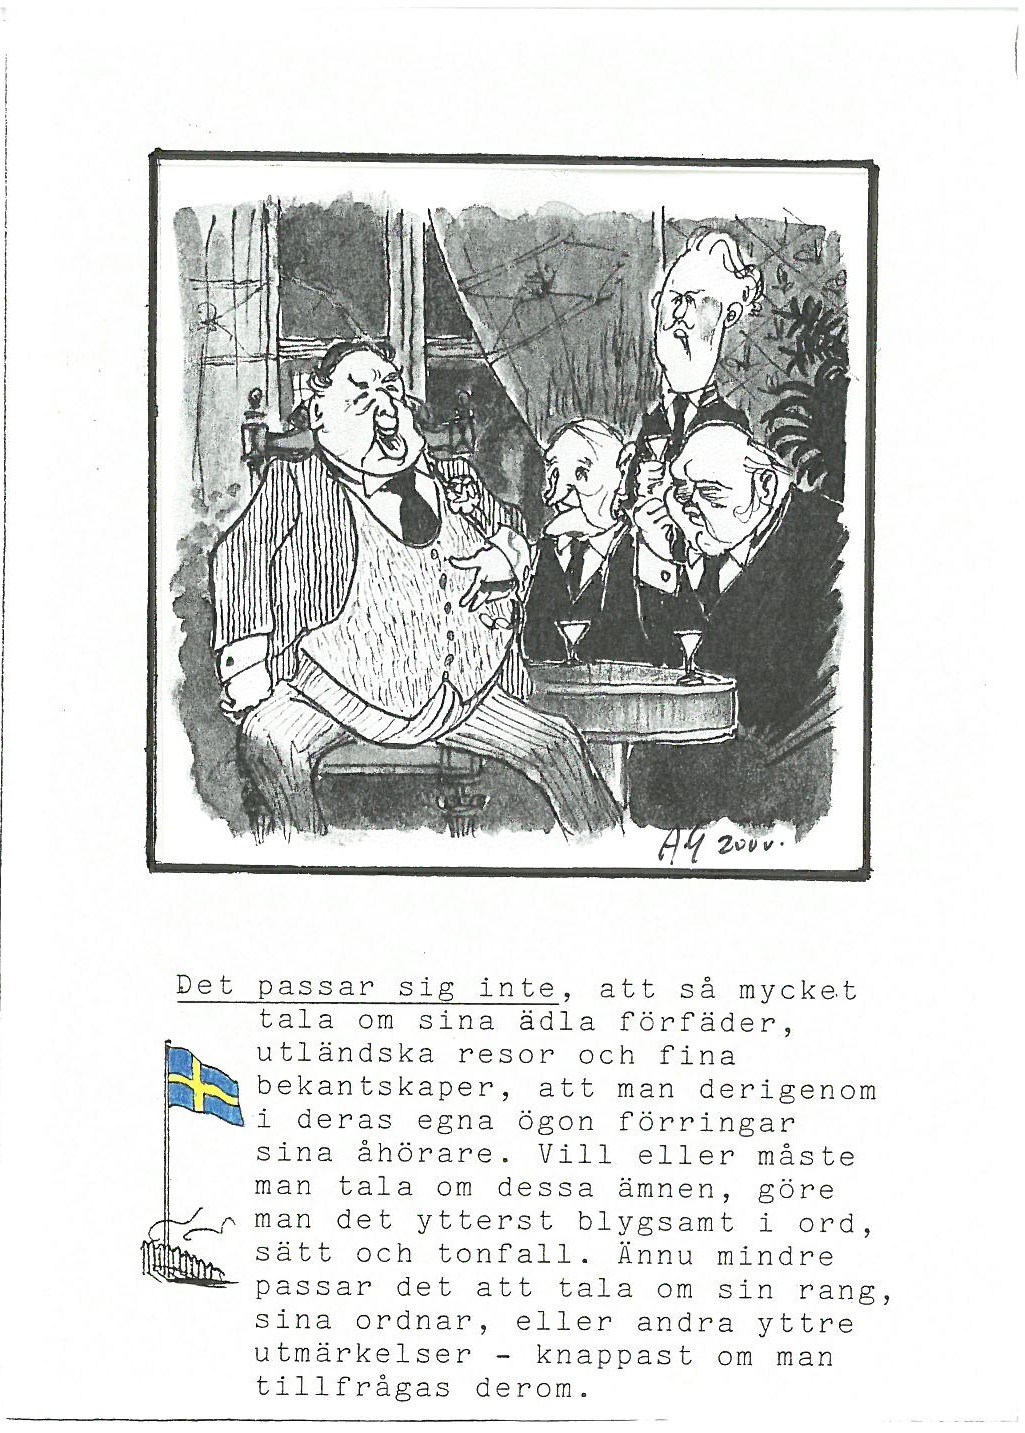 AG 2000.
Det passar sig inte, att så mycket
tala om sina ädla förfäder,
utländska resor och fina
bekantskaper, att man derigenom
i deras egna ögon förringar
sina åhörare. Vill eller måste
man tala om dessa ämnen, göre
man det ytterst blygsamt i ord,
sätt och tonfall. Ännu mindre
passar det att tala om sin rang,
sina ordnar, eller andra yttre
utmärkelser - knappast om man
tillfrågas derom.